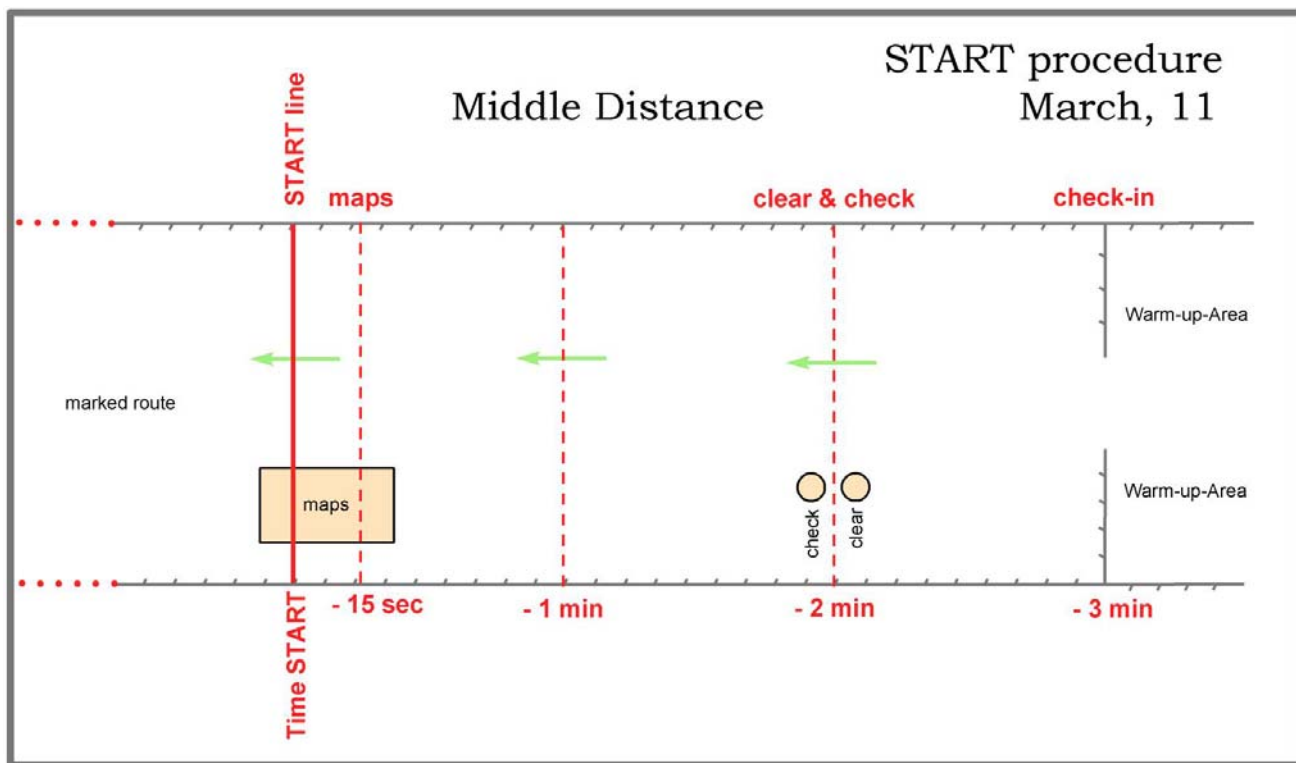 START procedure
Middle Distance
March, 11
START line
maps
clear & check
check-in
Warm-up-Area
marked route
maps
check
clear
Warm-up-Area
Time START
- 15 sec
- 1 min
- 2 min
- 3 min